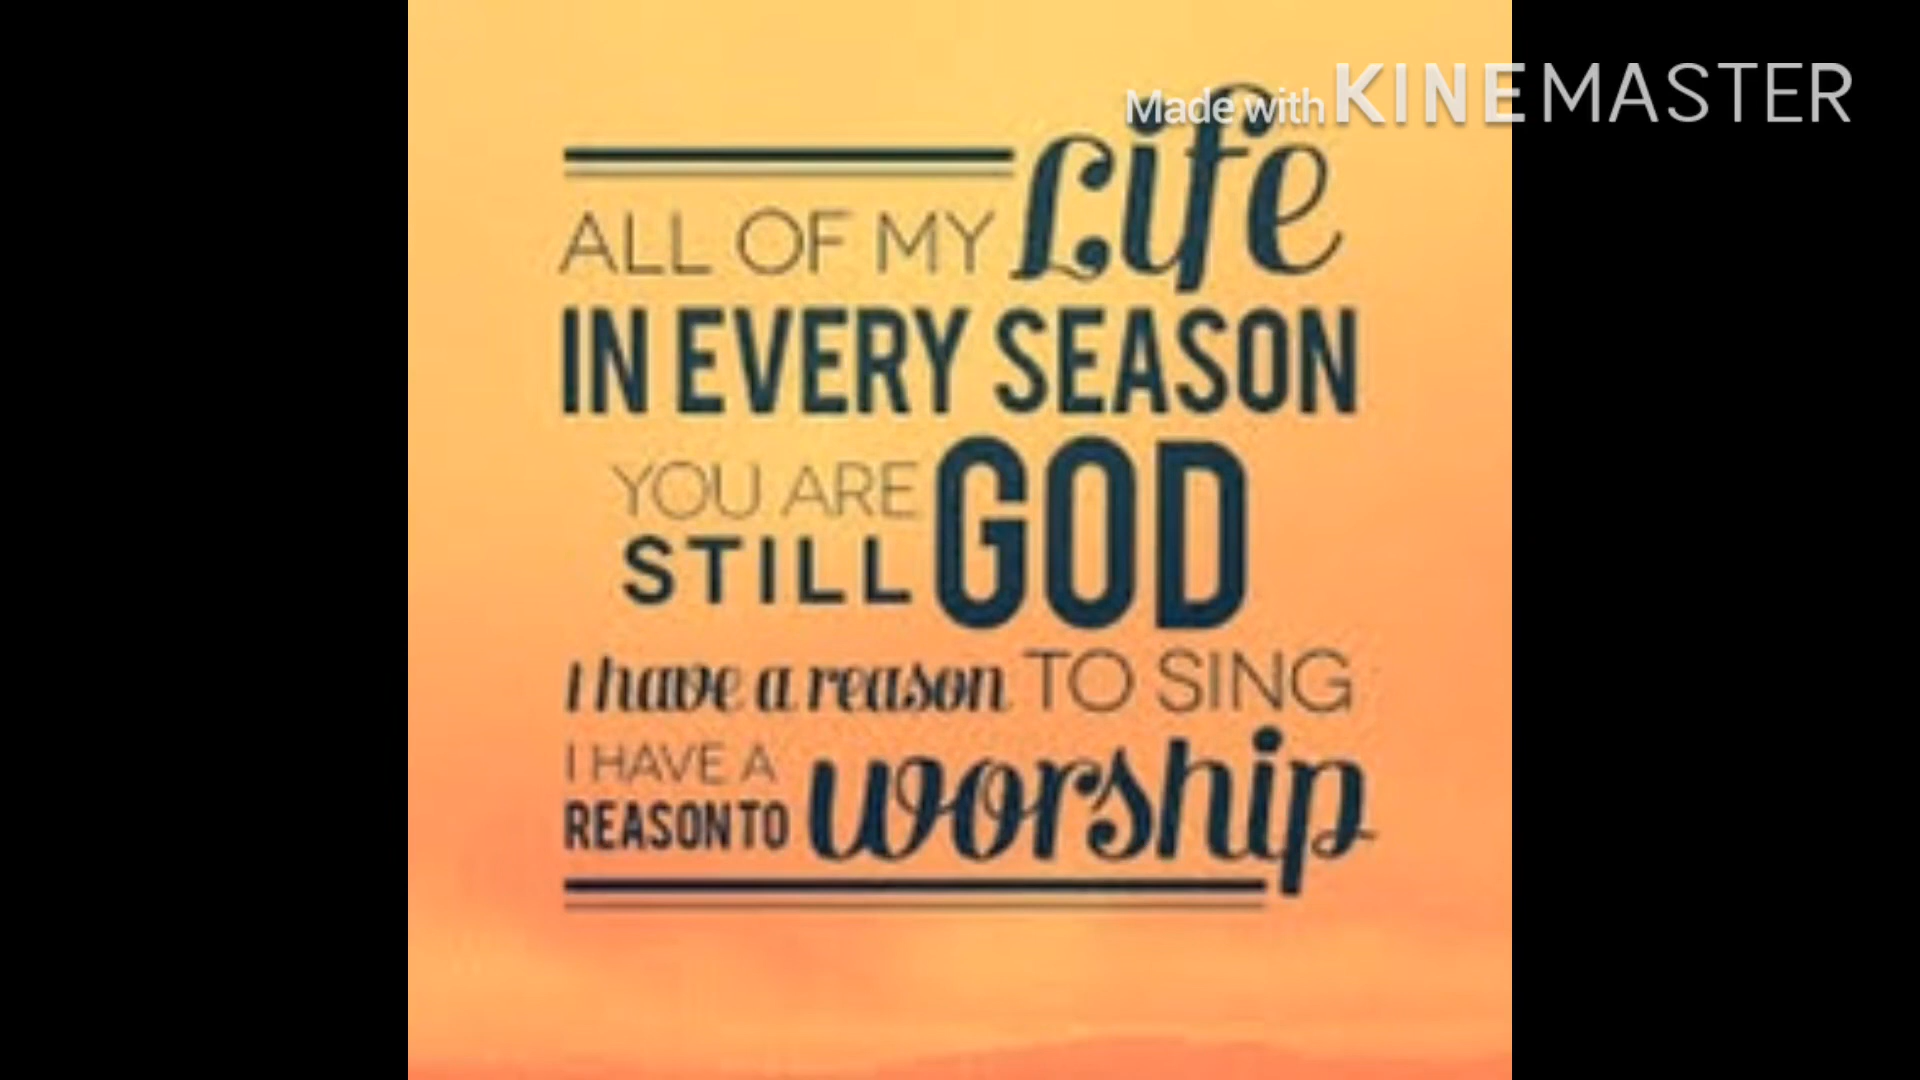 Made with KINEMASTER
ALL OF MY Life
IN EVERY SEASON
YOU ARE
STILL GOD
I have a reason TO SING
I HAVE A
REASON TO worship